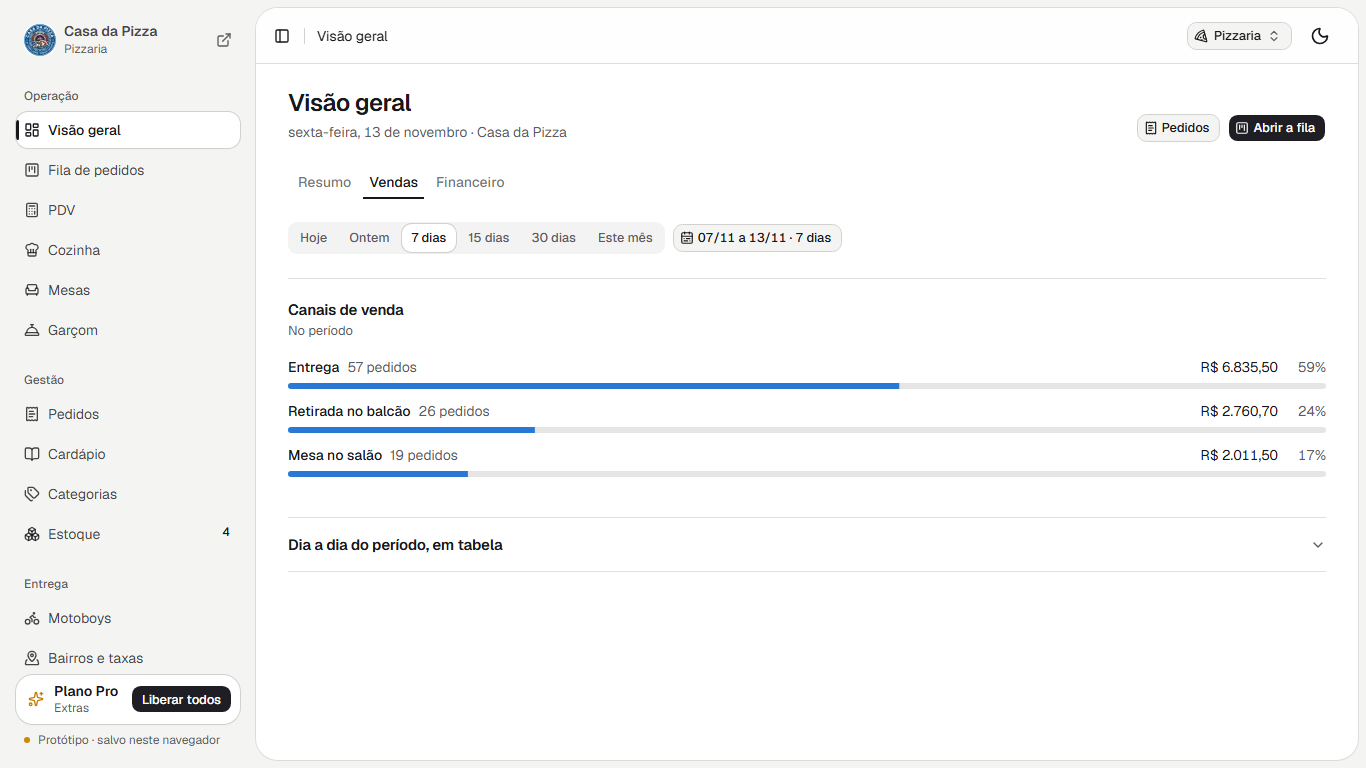 Casa da Pizza
Pizzaria
Operação
Visão geral
Fila de pedidos
PDV
Cozinha
Mesas
Garçom
Gestão
Pedidos
Cardápio
Categorias
Estoque 4
Entrega
Motoboys
Bairros e taxas
Plano Pro
Extras
Liberar todos
Protótipo · salvo neste navegador
Visão geral
Pizzaria
Visão geral
sexta-feira, 13 de novembro · Casa da Pizza
Pedidos
Abrir a fila
Resumo Vendas Financeiro
Hoje Ontem 7 dias 15 dias 30 dias Este mês 07/11 a 13/11 · 7 dias
Canais de venda
No período
Entrega 57 pedidos R$ 6.835,50 59%
Retirada no balcão 26 pedidos R$ 2.760,70 24%
Mesa no salão 19 pedidos R$ 2.011,50 17%
Dia a dia do período, em tabela